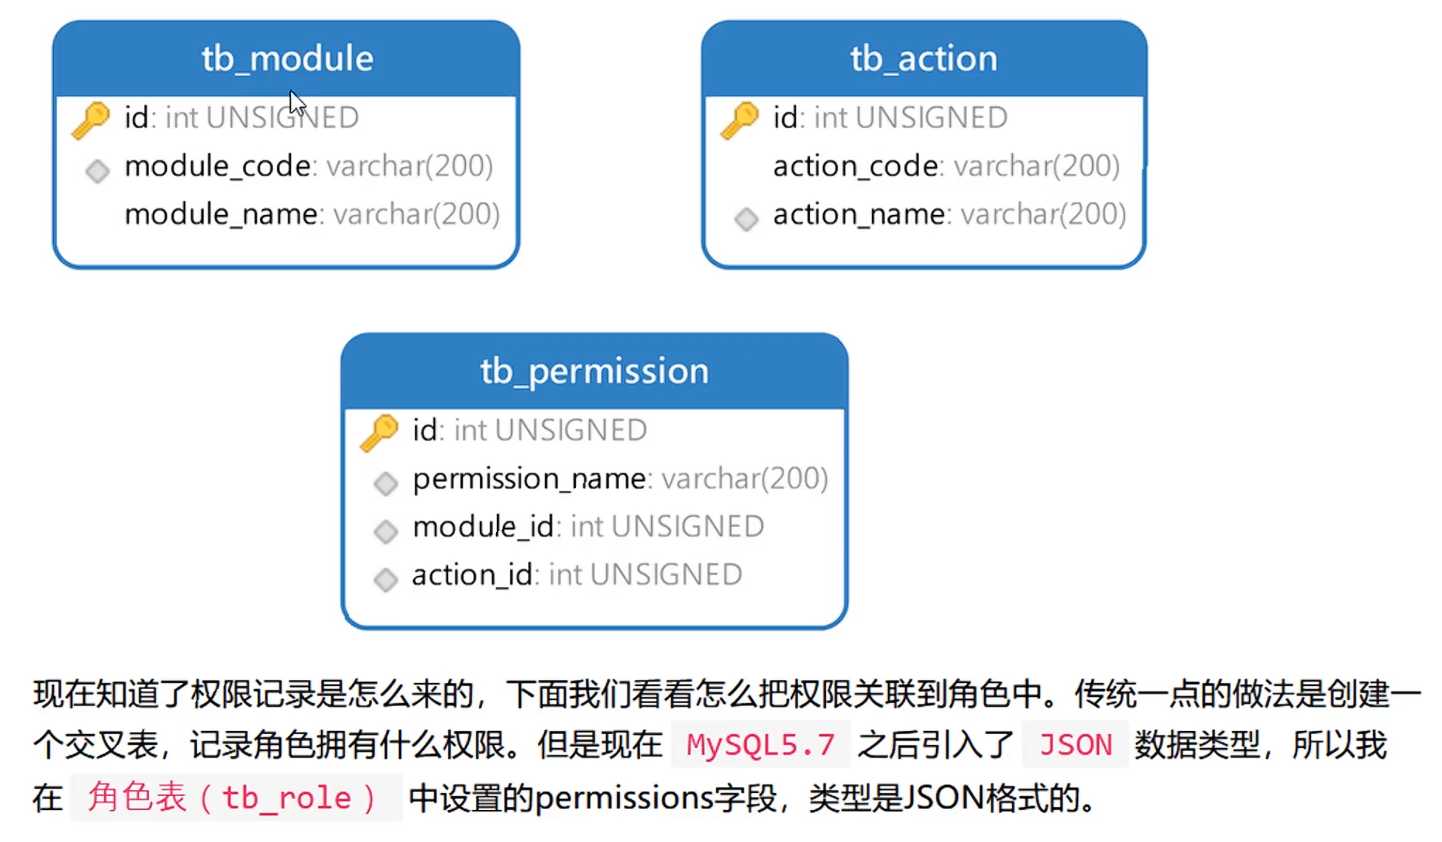 tb_module
id: int UNSIGNED
module_code: varchar(200)
module_name: varchar(200)
tb_action
id: int UNSIGNED
action_code: varchar(200)
action_name: varchar(200)
tb_permission
id: int UNSIGNED
permission_name: varchar(200)
module_id: int UNSIGNED
action_id: int UNSIGNED
现在知道了权限记录是怎么来的，下面我们看看怎么把权限关联到角色中。传统一点的做法是创建一
个交叉表，记录角色拥有什么权限。但是现在 MySQL5.7 之后引入了 JSON 数据类型，所以我
在 角色表（tb_role） 中设置的permissions字段，类型是JSON格式的。